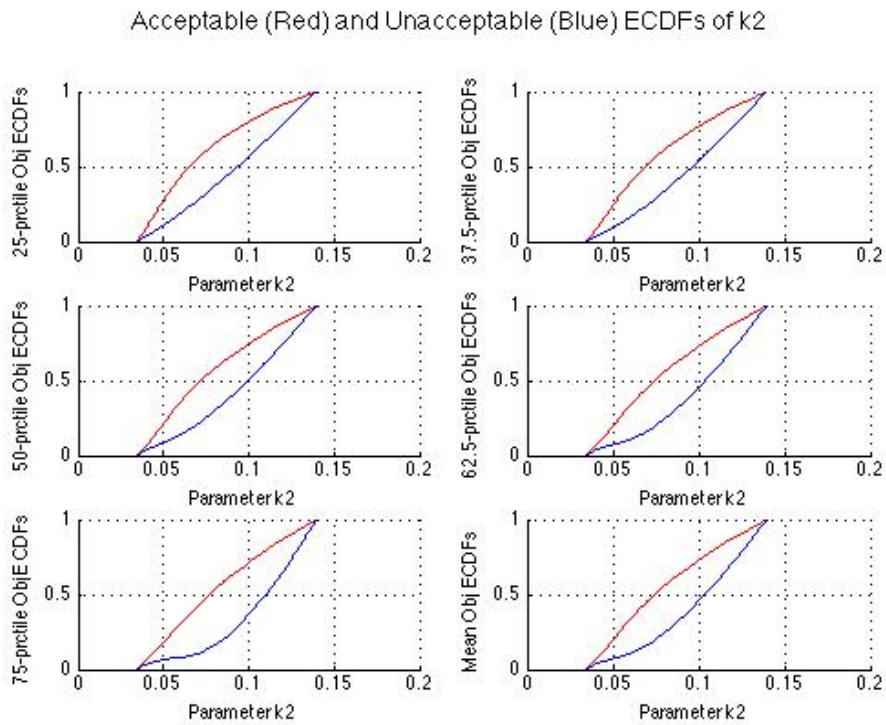 Acceptable (Red) and Unacceptable (Blue) ECDFs of k2
25-prctile Obj ECDFs
1
0.5
0
0 0.05 0.1 0.15 0.2
Parameter k2
37.5-prctile Obj ECDFs
1
0.5
0
0 0.05 0.1 0.15 0.2
Parameter k2
50-prctile Obj ECDFs
1
0.5
0
0 0.05 0.1 0.15 0.2
Parameter k2
62.5-prctile Obj ECDFs
1
0.5
0
0 0.05 0.1 0.15 0.2
Parameter k2
75-prctile ObjE CDFs
1
0.5
0
0 0.05 0.1 0.15 0.2
Parameter k2
Mean Obj ECDFs
1
0.5
0
0 0.05 0.1 0.15 0.2
Parameter k2